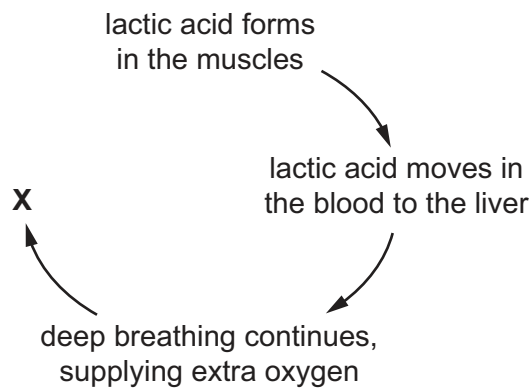 lactic acid forms
in the muscles
lactic acid moves in
the blood to the liver
X
deep breathing continues,
supplying extra oxygen